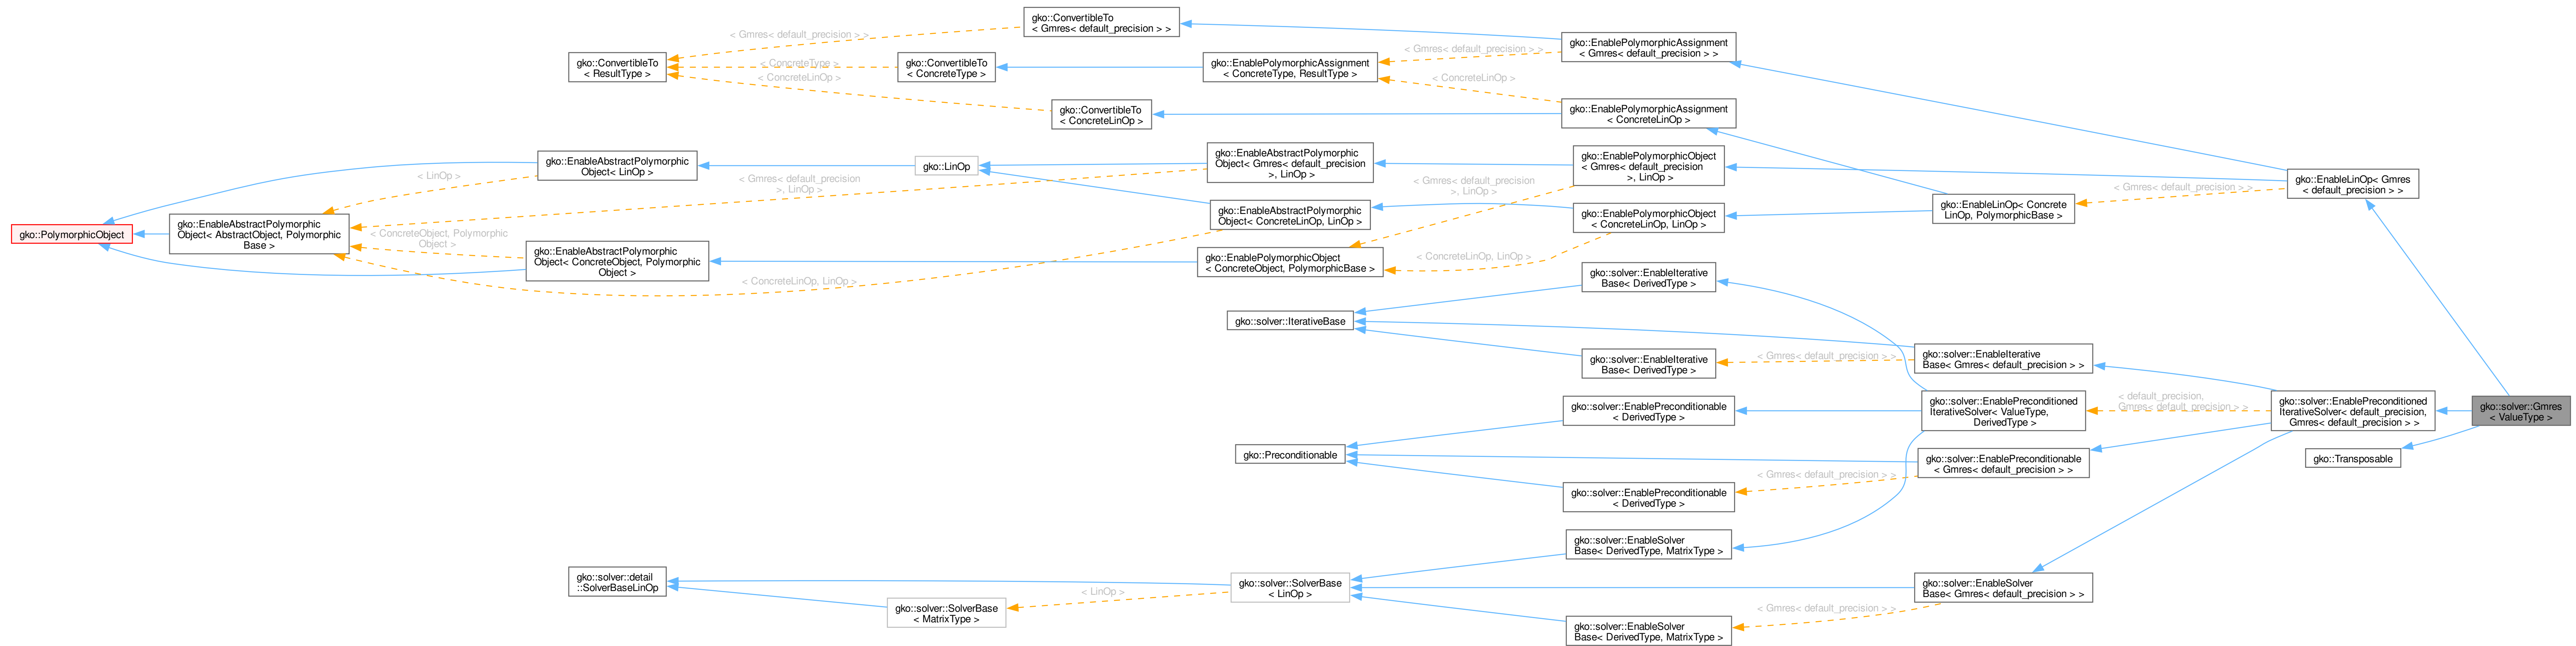 gko::ConvertibleTo
< Gmres< default_precision > >
< Gmres< default_precision > >
gko::EnablePolymorphicAssignment
< Gmres< default_precision > >
< Gmres< default_precision > >
gko::ConvertibleTo
< ResultType >
< ConcreteType >
gko::ConvertibleTo
< ConcreteType >
gko::EnablePolymorphicAssignment
< ConcreteType, ResultType >
< ConcreteLinOp >
< ConcreteLinOp >
gko::ConvertibleTo
< ConcreteLinOp >
gko::EnablePolymorphicAssignment
< ConcreteLinOp >
gko::EnableAbstractPolymorphic
Object< LinOp >
gko::LinOp
gko::EnableAbstractPolymorphic
Object< Gmres< default_precision
>, LinOp >
gko::EnablePolymorphicObject
< Gmres< default_precision
>, LinOp >
< LinOp >
< Gmres< default_precision
>, LinOp >
< Gmres< default_precision
>, LinOp >
gko::EnableLinOp< Gmres
< default_precision > >
< Gmres< default_precision > >
gko::EnableLinOp< Concrete
LinOp, PolymorphicBase >
gko::PolymorphicObject
gko::EnableAbstractPolymorphic
Object< AbstractObject, Polymorphic
Base >
gko::EnableAbstractPolymorphic
Object< ConcreteLinOp, LinOp >
gko::EnablePolymorphicObject
< ConcreteLinOp, LinOp >
< ConcreteObject, Polymorphic
Object >
gko::EnableAbstractPolymorphic
Object< ConcreteObject, Polymorphic
Object >
gko::EnablePolymorphicObject
< ConcreteObject, PolymorphicBase >
< ConcreteLinOp, LinOp >
< ConcreteLinOp, LinOp >
gko::solver::EnableIterative
Base< DerivedType >
gko::solver::IterativeBase
gko::solver::EnableIterative
Base< DerivedType >
< Gmres< default_precision > >
gko::solver::EnableIterative
Base< Gmres< default_precision > >
gko::solver::EnablePreconditionable
< DerivedType >
gko::solver::EnablePreconditioned
IterativeSolver< ValueType,
DerivedType >
< default_precision,
Gmres< default_precision > >
gko::solver::EnablePreconditioned
IterativeSolver< default_precision,
Gmres< default_precision > >
gko::solver::Gmres
< ValueType >
gko::Preconditionable
gko::solver::EnablePreconditionable
< Gmres< default_precision > >
gko::Transposable
< Gmres< default_precision > >
gko::solver::EnablePreconditionable
< DerivedType >
gko::solver::EnableSolver
Base< DerivedType, MatrixType >
gko::solver::detail
::SolverBaseLinOp
gko::solver::SolverBase
< LinOp >
gko::solver::EnableSolver
Base< Gmres< default_precision > >
< LinOp >
gko::solver::SolverBase
< MatrixType >
< Gmres< default_precision > >
gko::solver::EnableSolver
Base< DerivedType, MatrixType >